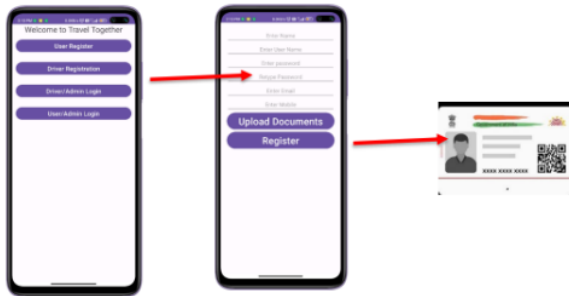 Welcome to Travel Together
User Register
Driver Registration
Driver/Admin Login
User/Admin Login
Enter Name
Enter User Name
Enter password
Retype Password
Enter Email
Enter Mobile
Upload Documents
Register
XXXX XXXX XXXX